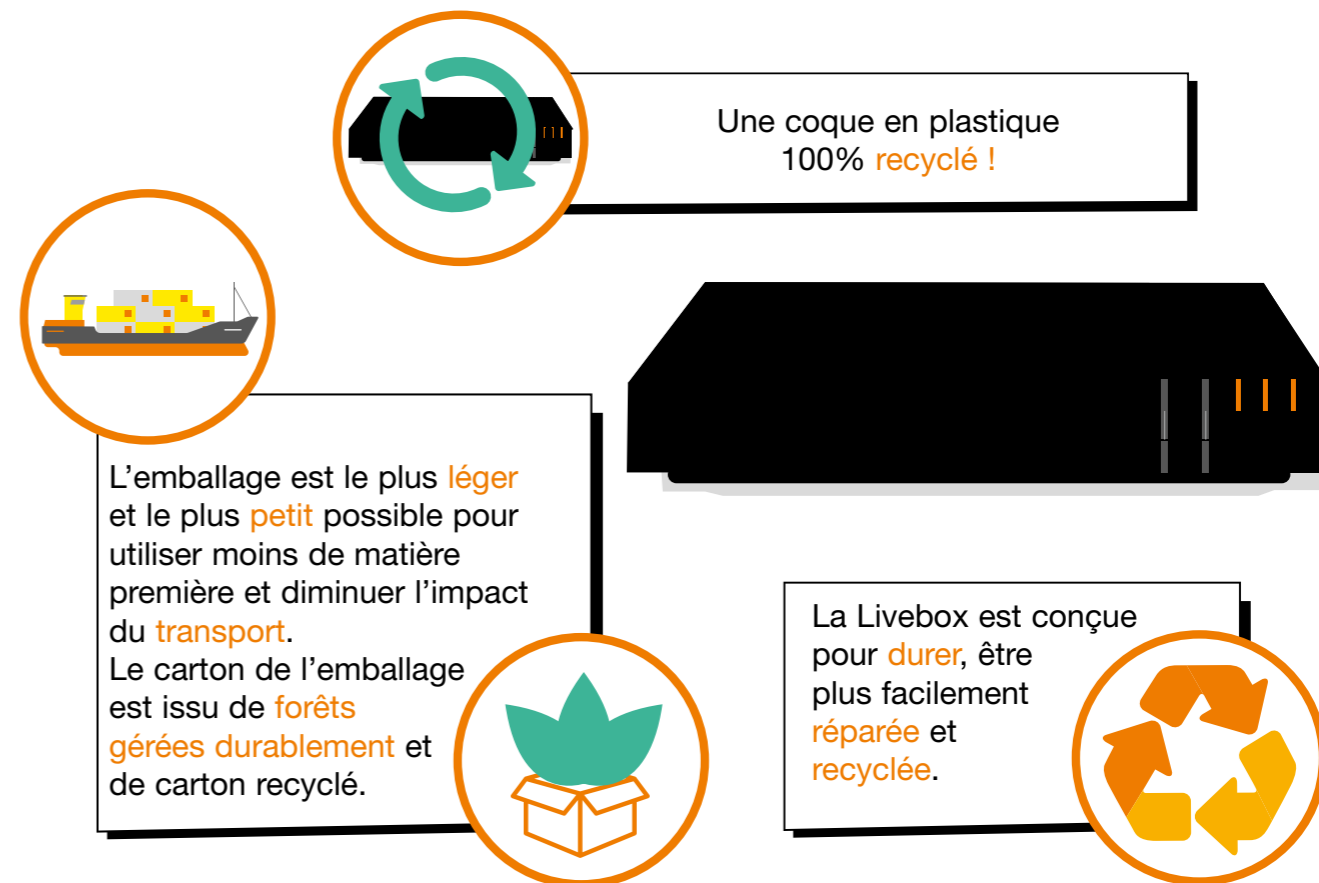 Une coque en plastique
100% recyclé !
L’emballage est le plus léger
et le plus petit possible pour
utiliser moins de matière
première et diminuer l’impact
du transport.
Le carton de l’emballage
est issu de forêts
gérées durablement et
de carton recyclé.
La Livebox est conçue
pour durer, être
plus facilement
réparée et
recyclée.